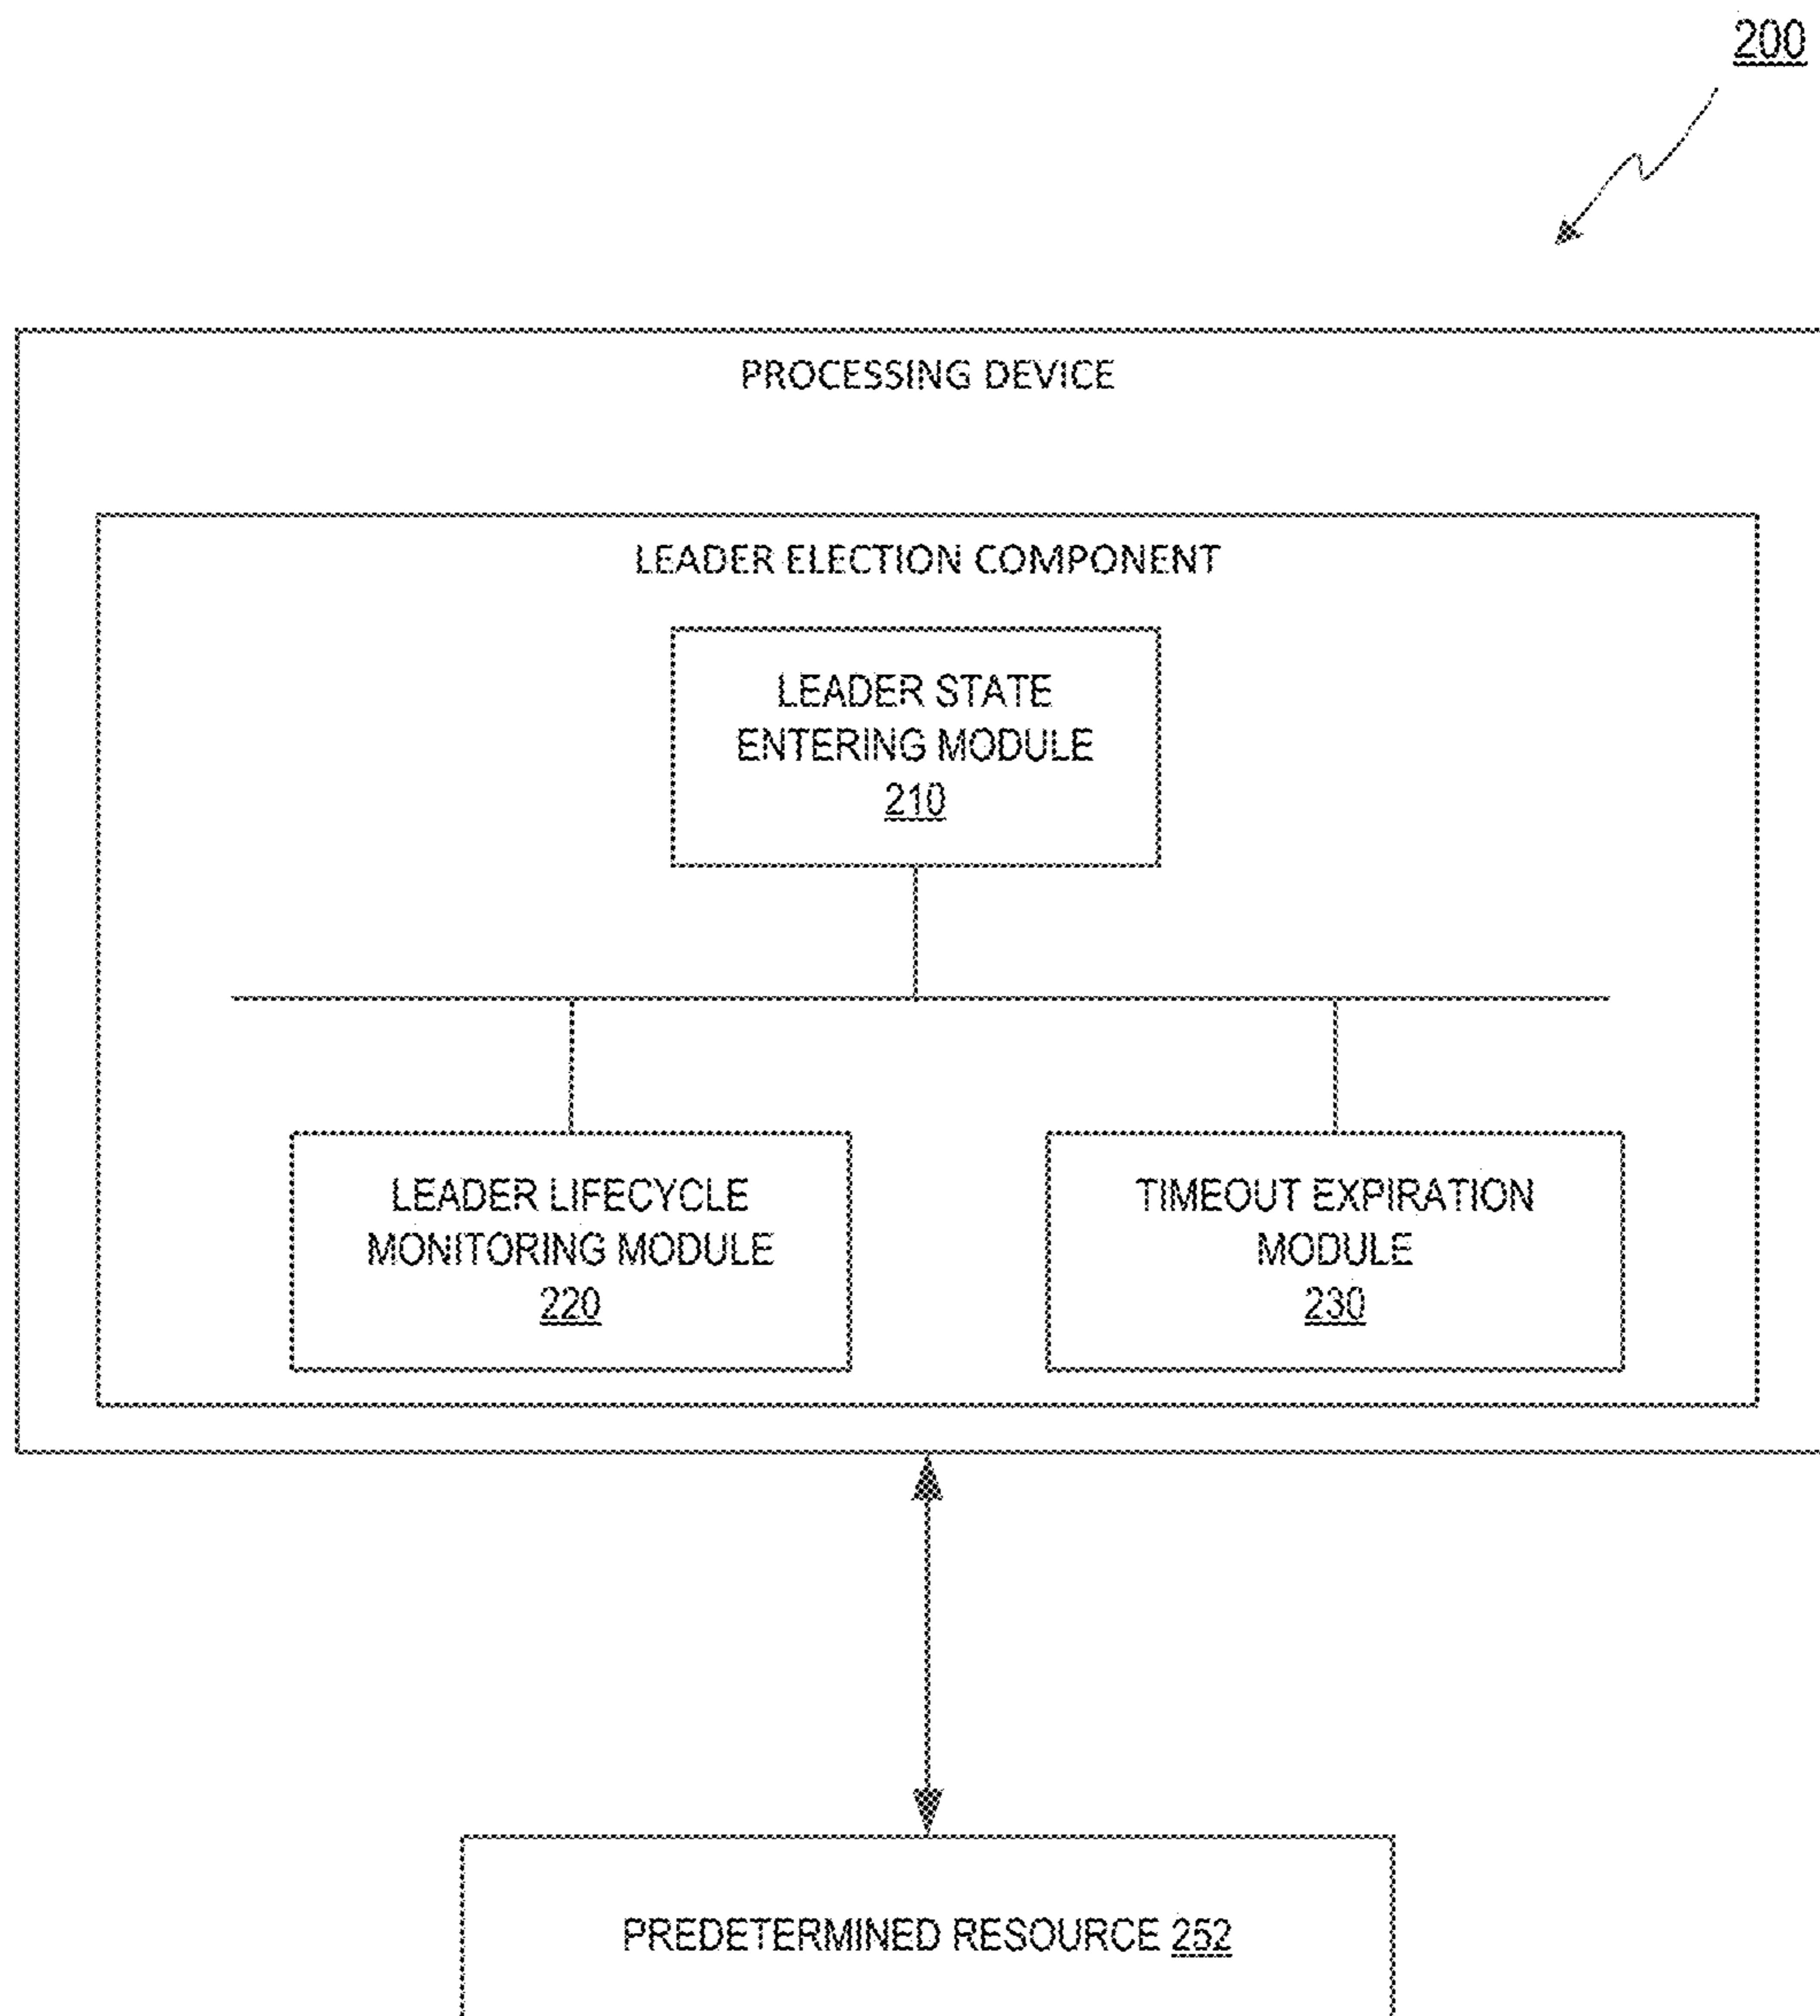 200
PROCESSING DEVICE
LEADER ELECTION COMPONENT
LEADER STATE
ENTERING MODULE
210
LEADER LIFECYCLE
MONITORING MODULE
220
TIMEOUT EXPIRATION
MODULE
230
PREDETERMINED RESOURCE 252